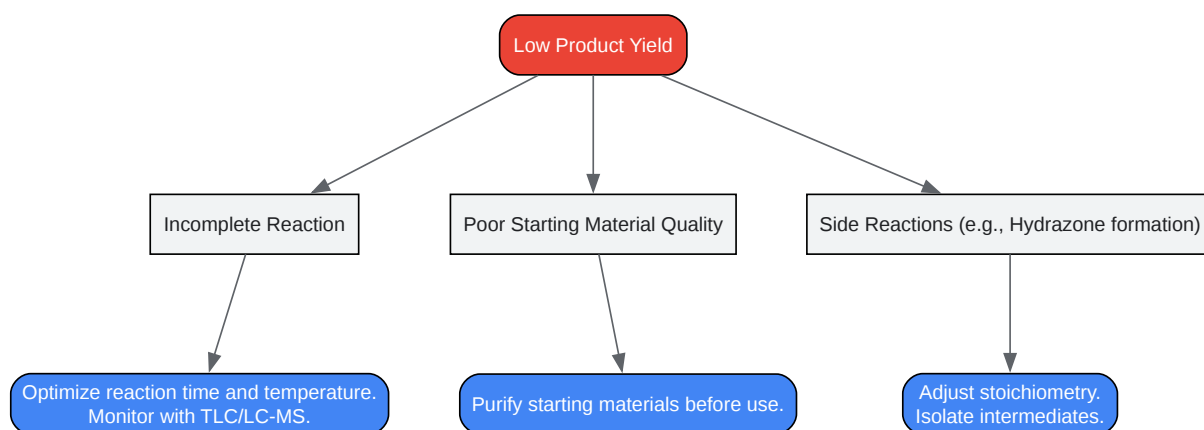 Low Product Yield
Incomplete Reaction
Poor Starting Material Quality
Side Reactions (e.g., Hydrazone formation)
Optimize reaction time and temperature.
Monitor with TLC/LC-MS.
Purify starting materials before use.
Adjust stoichiometry.
Isolate intermediates.